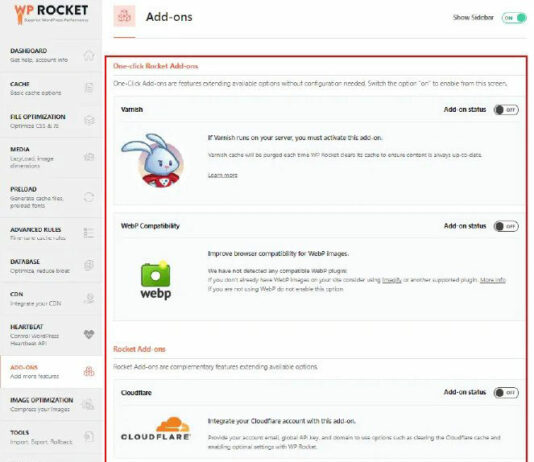 WP ROCKET
Superior WordPress Performance
Add-ons
Show Sidebar
ON
DASHBOARD
Get help, account info
CACHE
Basic cache options
FILE OPTIMIZATION
Optimize CSS & JS
MEDIA
LazyLoad, image
dimensions
PRELOAD
Generate cache files,
preload fonts
ADVANCED RULES
Fine-tune cache rules
DATABASE
Optimize, reduce bloat
CDN
Integrate your CDN
HEARTBEAT
Control WordPress
Heartbeat API
ADD-ONS
Add more features
IMAGE OPTIMIZATION
Compress your images
TOOLS
Import, Export, Rollback
One-click Rocket Add-ons
One-Click Add-ons are features extending available options without configuration needed. Switch the option "on" to enable from this screen.
Varnish
Add-on status
OFF
If Varnish runs on your server, you must activate this add-on.
Varnish cache will be purged each time WP Rocket clears its cache to ensure content is always up-to-date.
Learn more
WebP Compatibility
Add-on status
OFF
Improve browser compatibility for WebP images.
We have not detected any compatible WebP plugin!
If you don't already have WebP images on your site consider using Imagify or another supported plugin. More info
If you are not using WebP do not enable this option.
webp
Rocket Add-ons
Rocket Add-ons are complementary features extending available options.
Cloudflare
Add-on status
OFF
Integrate your Cloudflare account with this add-on.
CLOUDFLARE
Provide your account email, global API key, and domain to use options such as clearing the Cloudflare cache and
enabling optimal settings with WP Rocket.